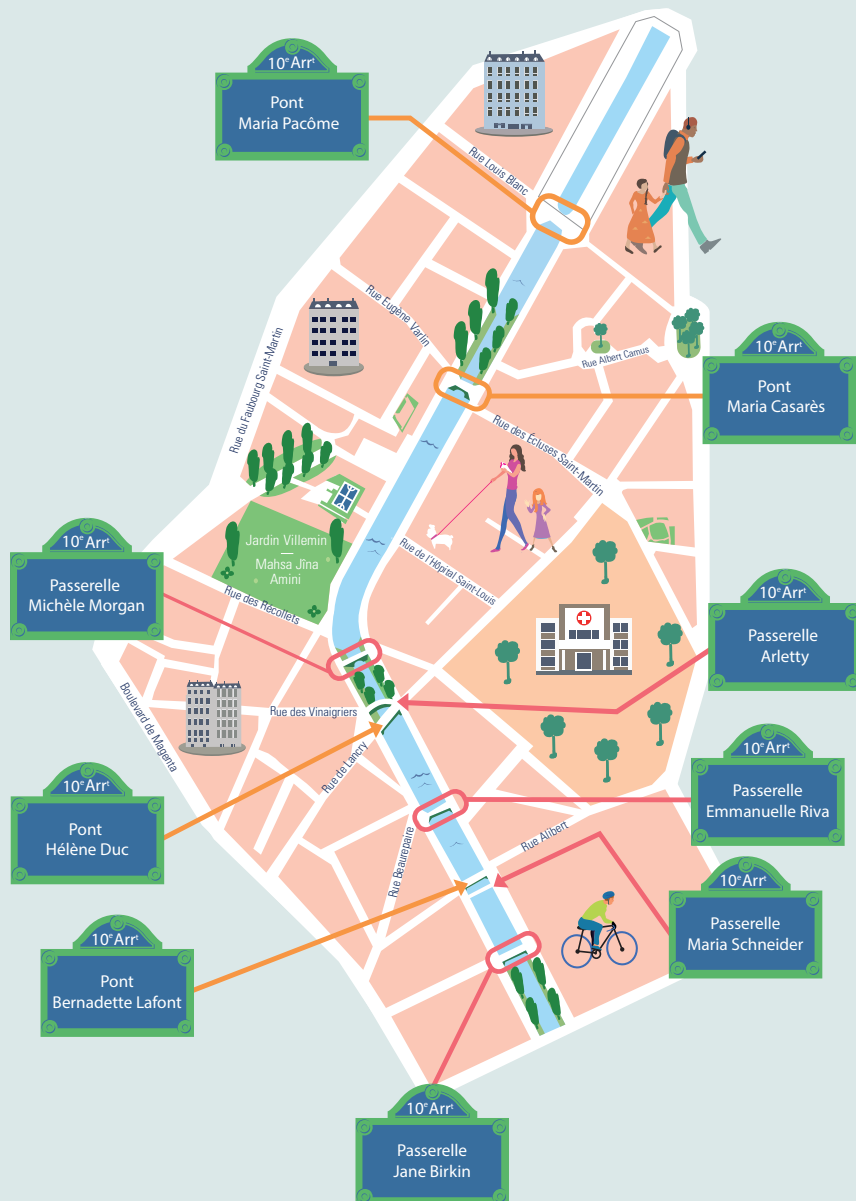 10e Arrt
Pont
Maria Pacôme
Rue Louis Blanc
Rue Eugène Varlin
Rue du Faubourg Saint-Martin
Rue Albert Camus
10e Arrt
Pont
Maria Casarès
Rue des Écluses Saint-Martin
Jardin Villemin
—
Mahsa Jîna
Amini
Rue de l'Hôpital Saint-Louis
10e Arrt
Passerelle
Michèle Morgan
Rue des Récollets
10e Arrt
Passerelle
Arletty
Boulevard de Magenta
Rue des Vinaigriers
Rue de Lancry
10e Arrt
Passerelle
Emmanuelle Riva
10e Arrt
Pont
Hélène Duc
Rue Beaurepaire
Rue Alibert
10e Arrt
Passerelle
Maria Schneider
10e Arrt
Pont
Bernadette Lafont
10e Arrt
Passerelle
Jane Birkin